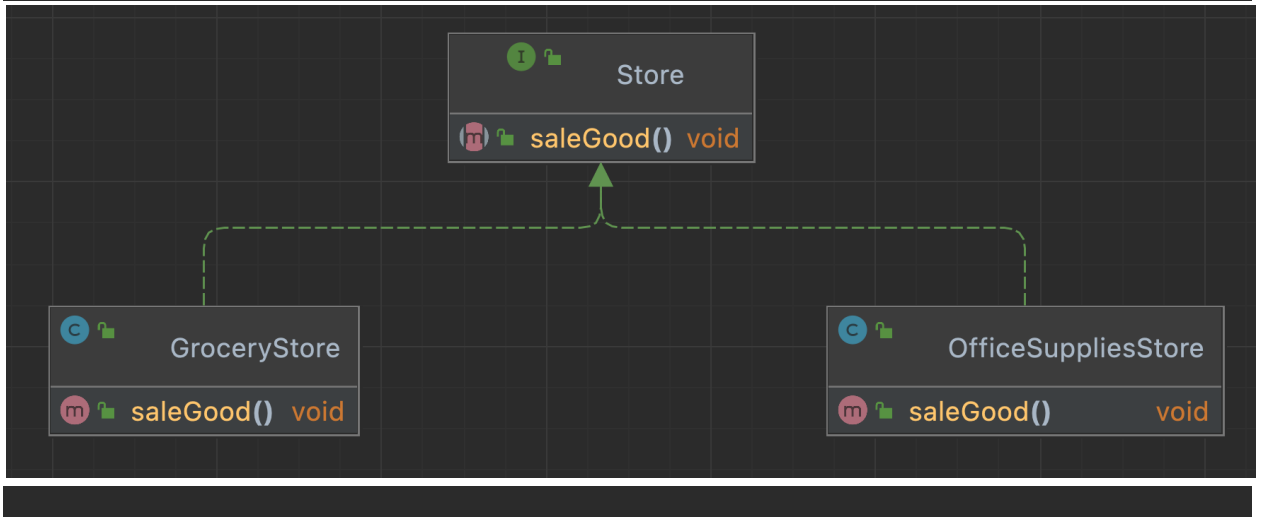 I Store
m saleGood() void
C GroceryStore
m saleGood() void
C OfficeSuppliesStore
m saleGood() void